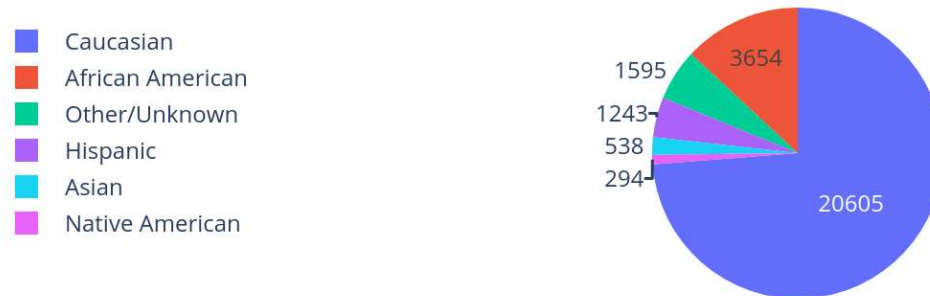 Caucasian
African American
Other/Unknown
Hispanic
Asian
Native American
3654
1595
1243
538
294
20605